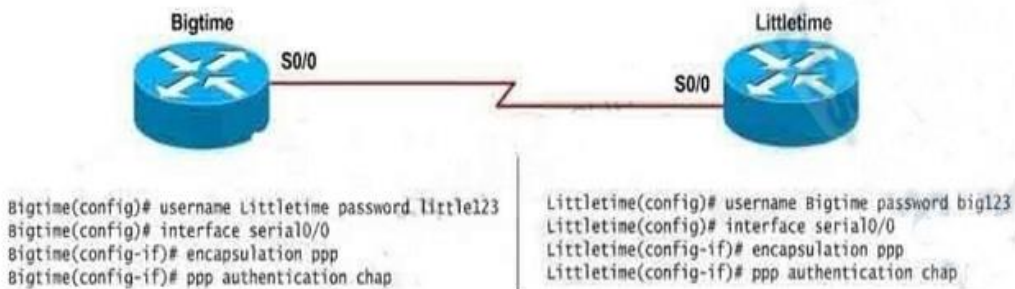 Bigtime
Littletime
S0/0
S0/0
Bigtime(config)# username Littletime password little123
Bigtime(config)# interface serial0/0
Bigtime(config-if)# encapsulation ppp
Bigtime(config-if)# ppp authentication chap
Littletime(config)# username Bigtime password big123
Littletime(config)# interface serial0/0
Littletime(config-if)# encapsulation ppp
Littletime(config-if)# ppp authentication chap